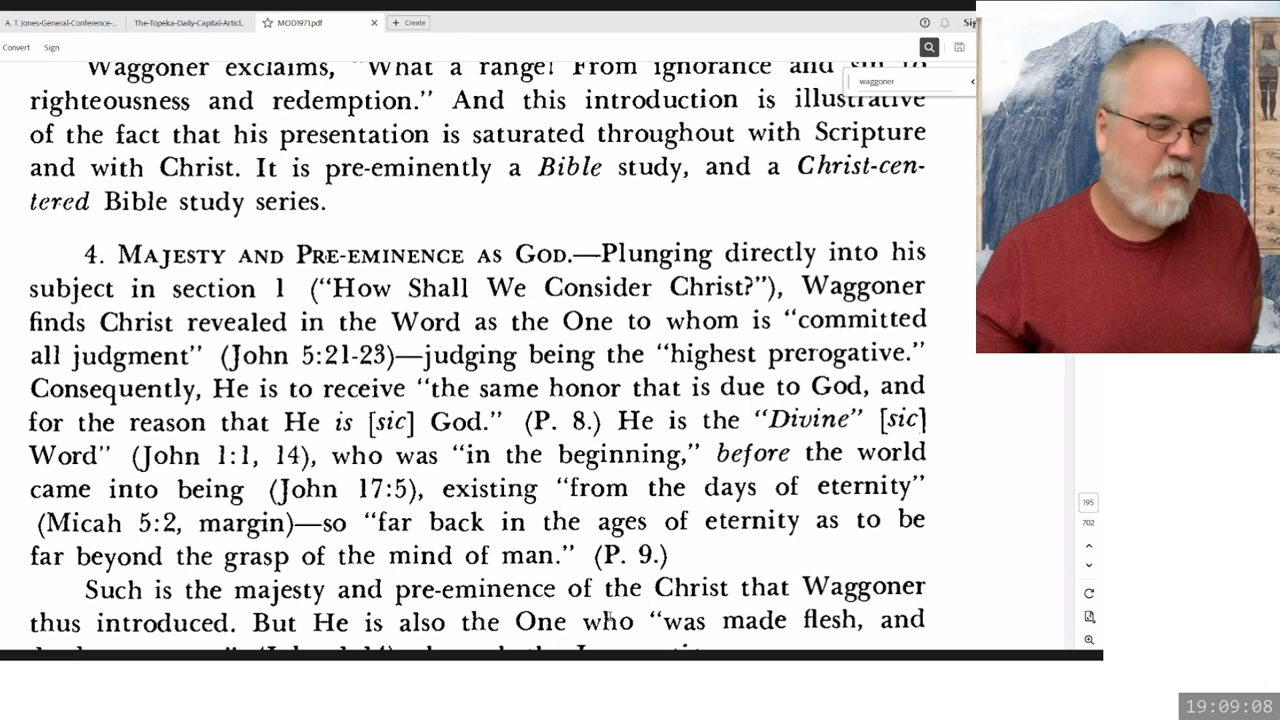 A. T. Jones-General-Conference-...
The-Topeka-Daily-Capital-Articl...
MOD1971.pdf
Create
Convert
Sign
waggoner
Waggoner exclaims, “What a range! From ignorance and sin to
righteousness and redemption.” And this introduction is illustrative
of the fact that his presentation is saturated throughout with Scripture
and with Christ. It is pre-eminently a Bible study, and a Christ-cen-
tered Bible study series.
4. Majesty and Pre-eminence as God.—Plunging directly into his
subject in section 1 (“How Shall We Consider Christ?”), Waggoner
finds Christ revealed in the Word as the One to whom is “committed
all judgment” (John 5:21-23)—judging being the “highest prerogative.”
Consequently, He is to receive “the same honor that is due to God, and
for the reason that He is [sic] God.” (P. 8.) He is the “Divine” [sic]
Word” (John 1:1, 14), who was “in the beginning,” before the world
came into being (John 17:5), existing “from the days of eternity”
(Micah 5:2, margin)—so “far back in the ages of eternity as to be
far beyond the grasp of the mind of man.” (P. 9.)
Such is the majesty and pre-eminence of the Christ that Waggoner
thus introduced. But He is also the One who “was made flesh, and
195
702
19:09:08